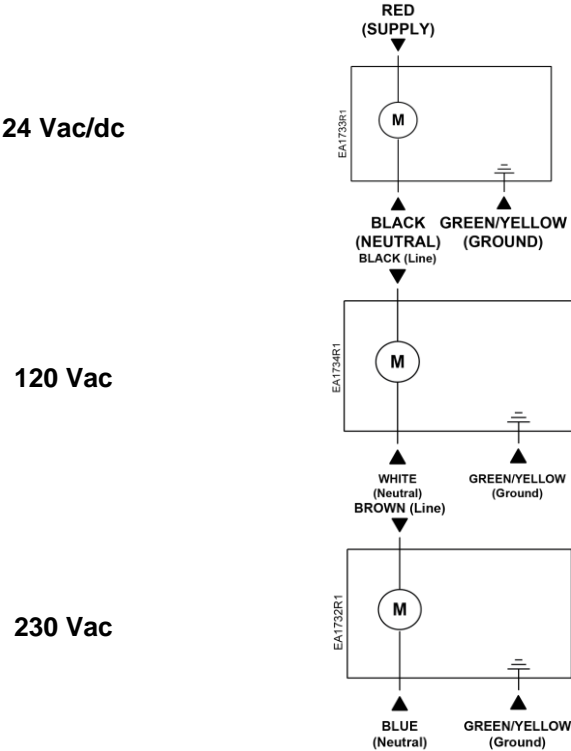 RED
(SUPPLY)
24 Vac/dc
EA1733R1
M
BLACK GREEN/YELLOW
(NEUTRAL) (GROUND)
BLACK (Line)
120 Vac
EA1734R1
M
WHITE GREEN/YELLOW
(Neutral) (Ground)
BROWN (Line)
230 Vac
EA1732R1
M
BLUE GREEN/YELLOW
(Neutral) (Ground)